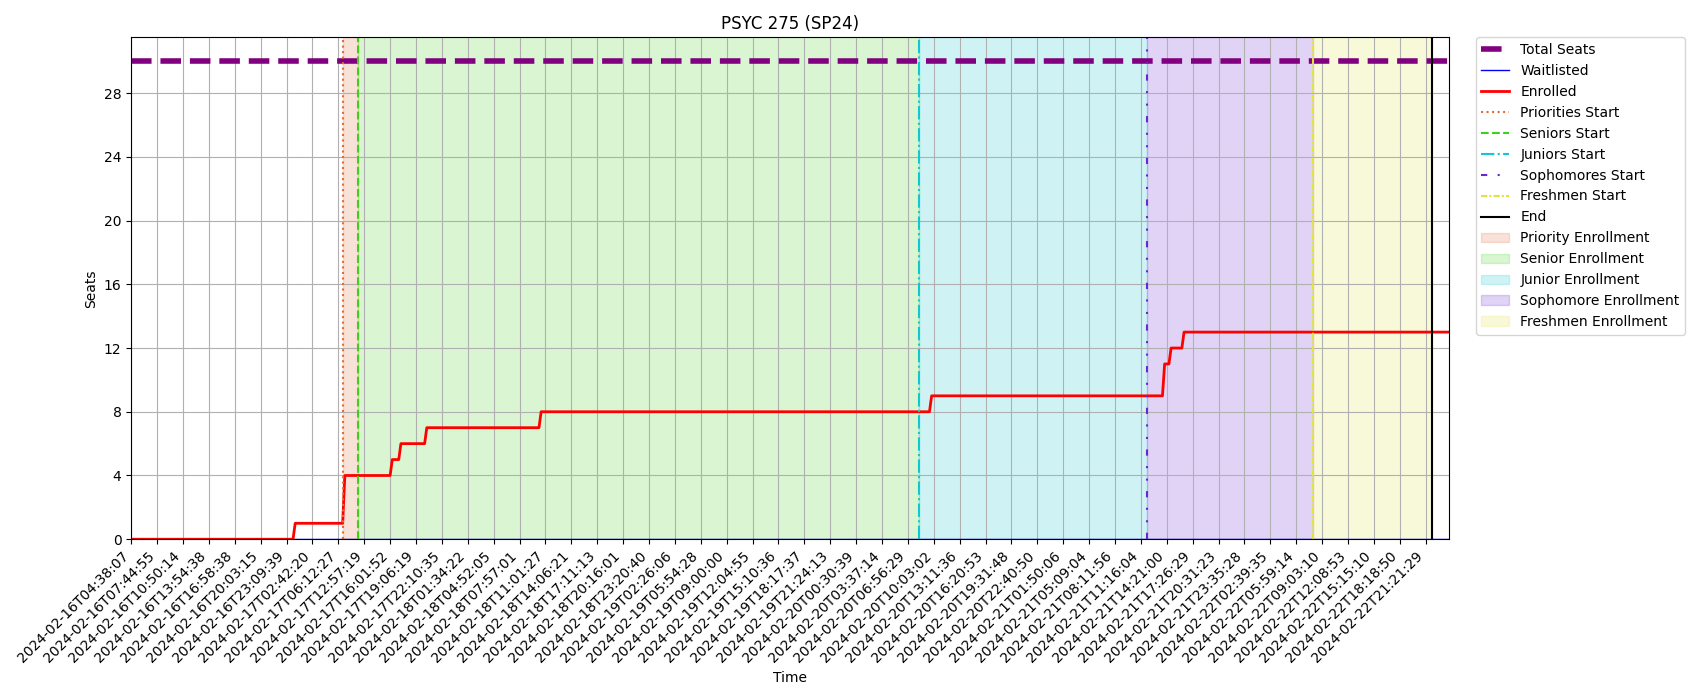 PSYC 275 (SP24)
Seats
28
24
20
16
12
8
4
0
2024-02-16T04:38:07
2024-02-16T07:44:55
2024-02-16T10:50:14
2024-02-16T13:54:38
2024-02-16T16:58:38
2024-02-16T20:03:15
2024-02-16T23:09:39
2024-02-17T02:42:20
2024-02-17T06:12:27
2024-02-17T12:57:19
2024-02-17T16:01:52
2024-02-17T19:06:19
2024-02-17T22:10:35
2024-02-18T01:34:22
2024-02-18T04:52:05
2024-02-18T07:57:01
2024-02-18T11:01:27
2024-02-18T14:06:21
2024-02-18T17:11:13
2024-02-18T20:16:01
2024-02-18T23:20:40
2024-02-19T02:26:06
2024-02-19T05:54:28
2024-02-19T09:00:00
2024-02-19T12:04:55
2024-02-19T15:10:36
2024-02-19T18:17:37
2024-02-19T21:24:13
2024-02-20T00:30:39
2024-02-20T03:37:14
2024-02-20T06:56:29
2024-02-20T10:03:02
2024-02-20T13:11:36
2024-02-20T16:20:53
2024-02-20T19:31:48
2024-02-20T22:40:50
2024-02-21T01:50:06
2024-02-21T05:09:04
2024-02-21T08:11:56
2024-02-21T11:16:04
2024-02-21T14:21:00
2024-02-21T17:26:29
2024-02-21T20:31:23
2024-02-21T23:35:28
2024-02-22T02:39:35
2024-02-22T05:59:14
2024-02-22T09:03:10
2024-02-22T12:08:53
2024-02-22T15:15:10
2024-02-22T18:18:50
2024-02-22T21:21:29
Time
Total Seats
Waitlisted
Enrolled
Priorities Start
Seniors Start
Juniors Start
Sophomores Start
Freshmen Start
End
Priority Enrollment
Senior Enrollment
Junior Enrollment
Sophomore Enrollment
Freshmen Enrollment